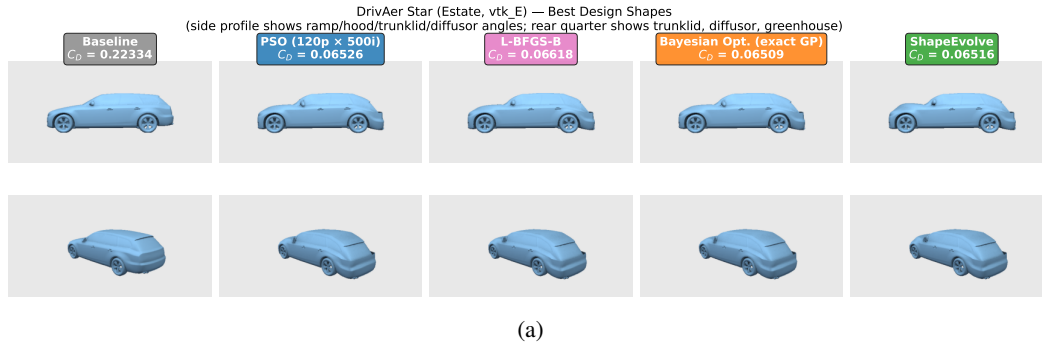 DrivAer Star (Estate, vtk_E) — Best Design Shapes
(side profile shows ramp/hood/trunklid/diffusor angles; rear quarter shows trunklid, diffusor, greenhouse)
Baseline
C_D = 0.22334
PSO (120p × 500i)
C_D = 0.06526
L-BFGS-B
C_D = 0.06618
Bayesian Opt. (exact GP)
C_D = 0.06509
ShapeEvolve
C_D = 0.06516
(a)